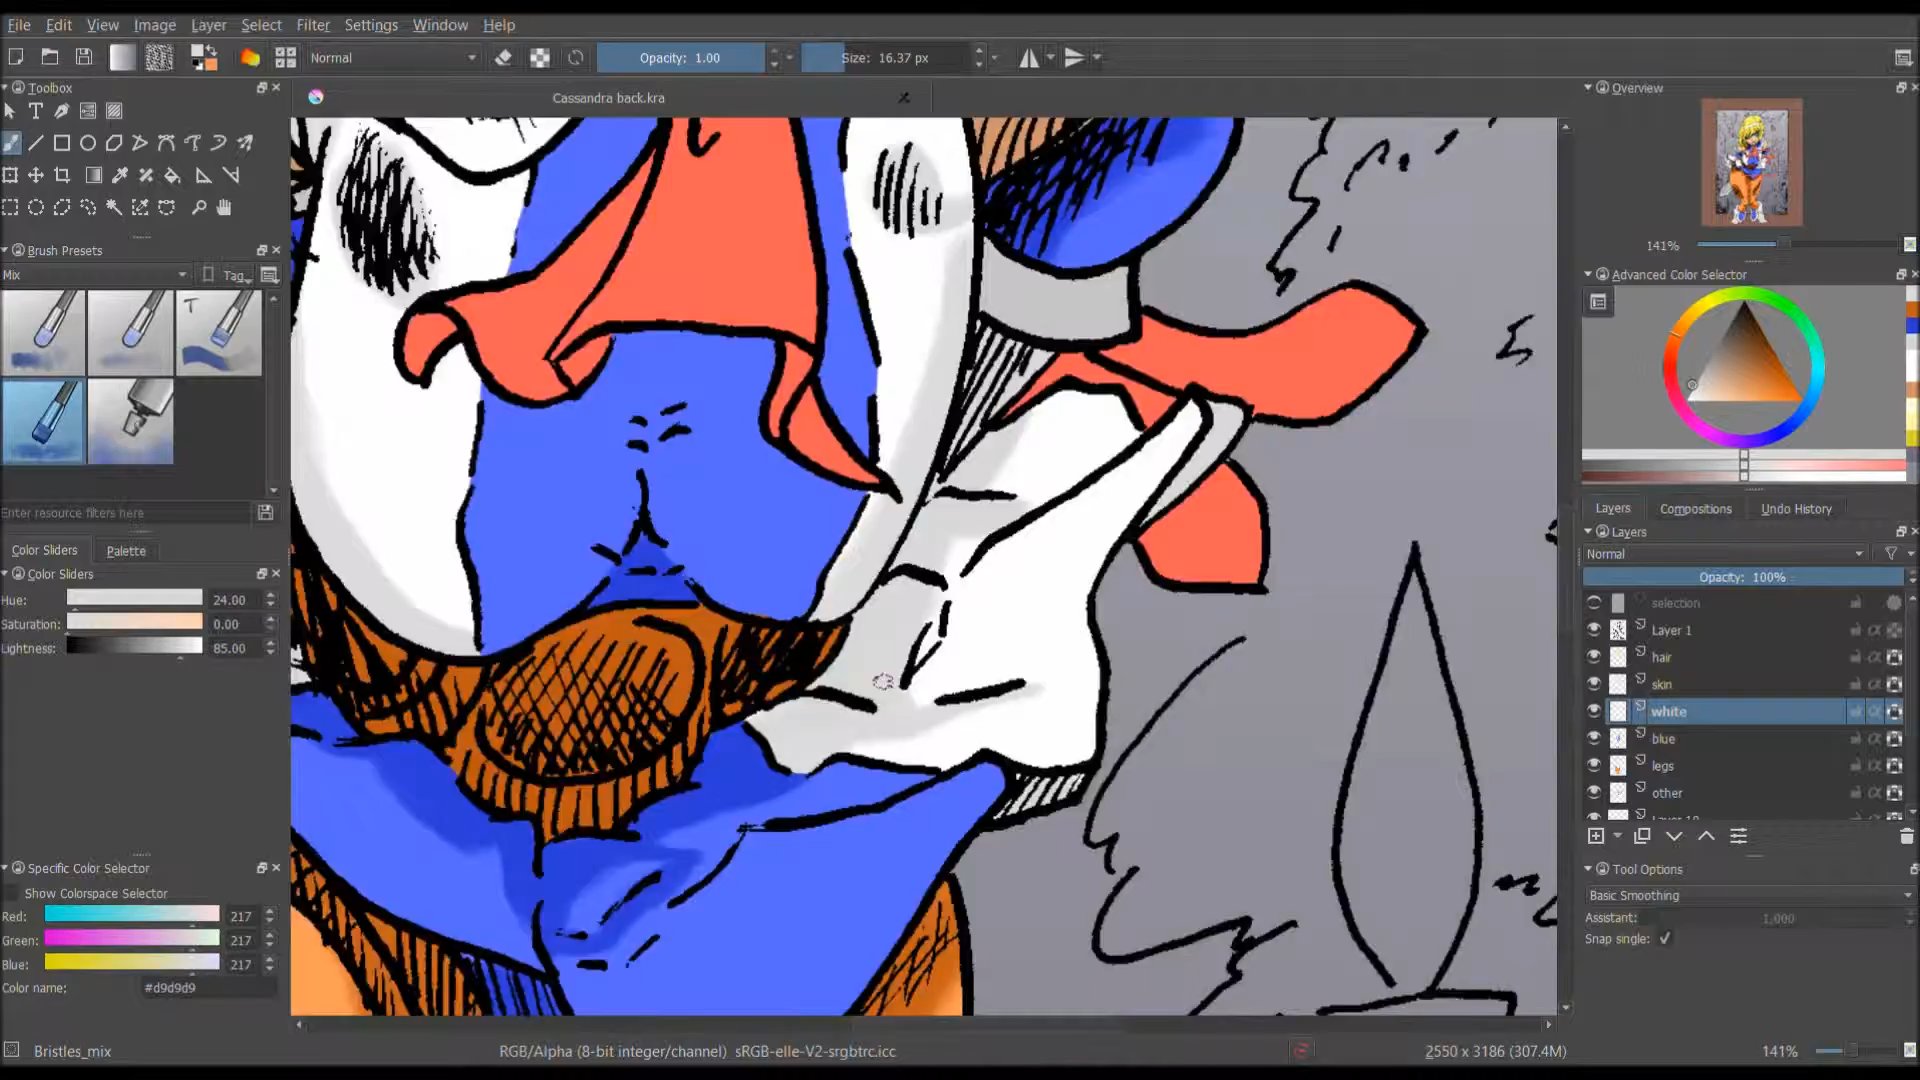 File Edit View Image Layer Select Filter Settings Window Help
Normal
Opacity: 1.00
Size: 16.37 px
Toolbox
Cassandra back.kra
Overview
T
141%
Brush Presets
Mix
Tag
Advanced Color Selector
T
Enter resource filters here
Layers
Compositions
Undo History
Layers
Color Sliders
Palette
Normal
Color Sliders
Opacity: 100%
Hue:
24.00
selection
Saturation:
0.00
Layer 1
Lightness:
85.00
hair
skin
white
blue
legs
other
Specific Color Selector
Tool Options
Show Colorspace Selector
Basic Smoothing
Red:
217
Assistant:
1,000
Green:
217
Snap single:
Blue:
217
Color name:
#d9d9d9
Bristles_mix
RGB/Alpha (8-bit integer/channel) sRGB-elle-V2-srgbtrc.icc
2550 x 3186 (307.4M)
141%